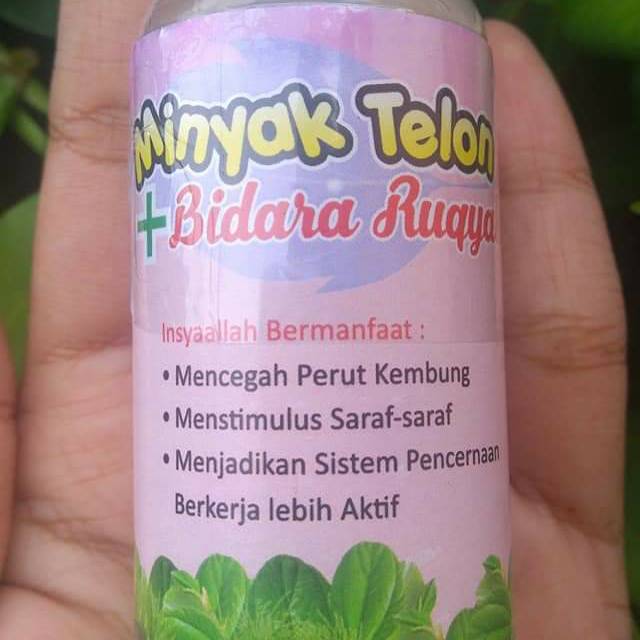 Minyak Telon
+Bidara Ruqya
Insyaallah Bermanfaat :
• Mencegah Perut Kembung
• Menstimulus Saraf-saraf
• Menjadikan Sistem Pencernaan
Berkerja lebih Aktif